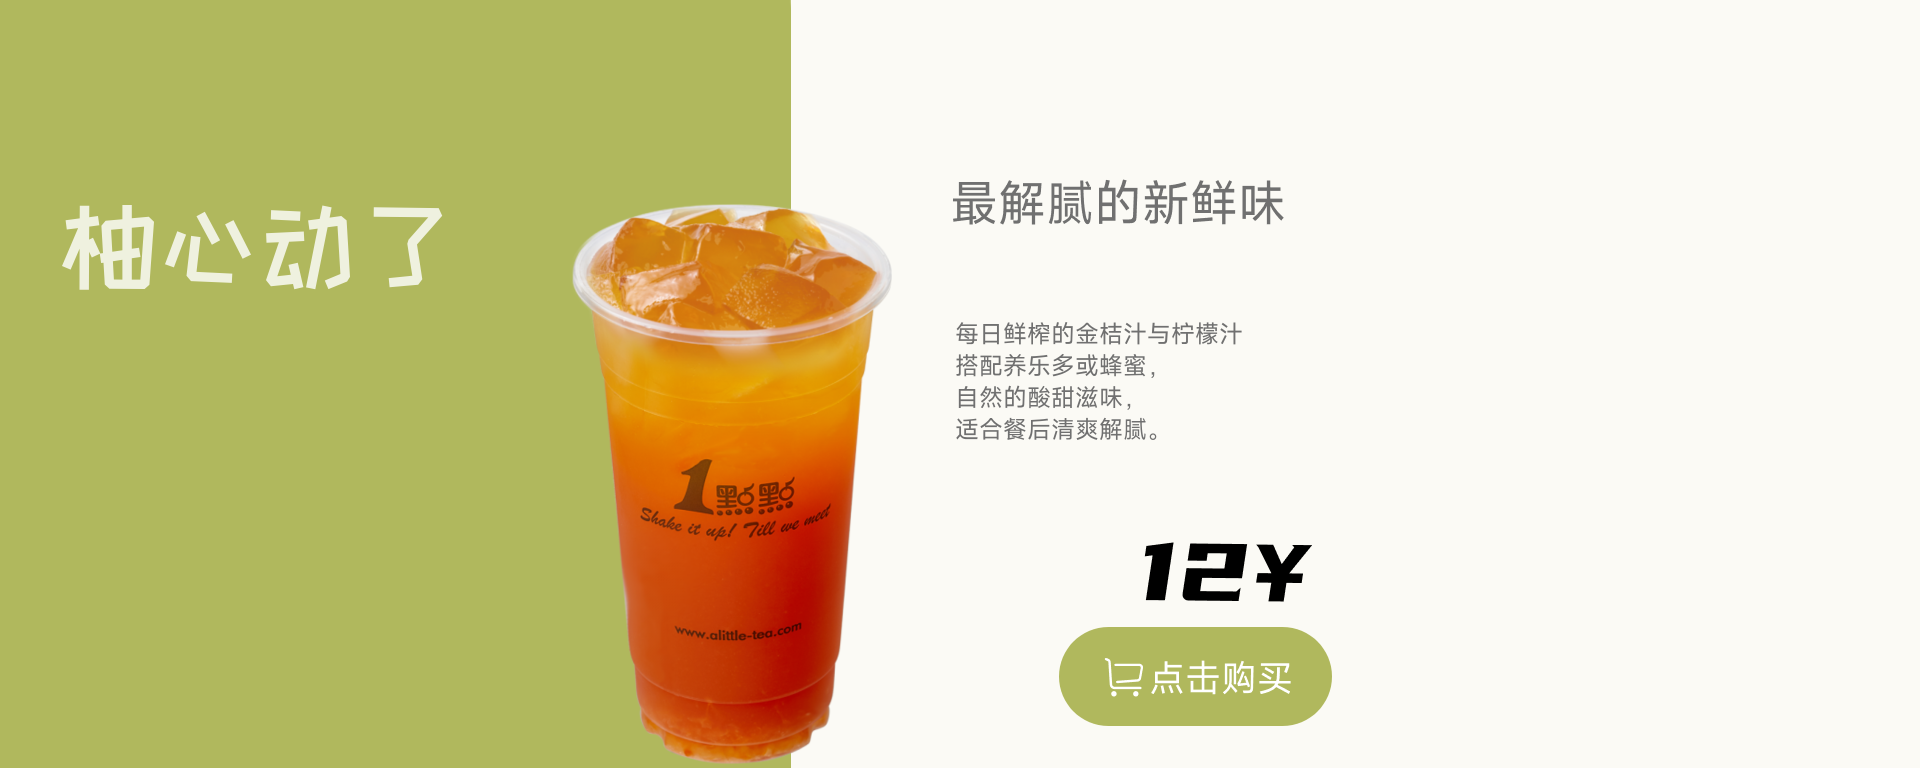 柚心动了
最解腻的新鲜味
每日鲜榨的金桔汁与柠檬汁
搭配养乐多或蜂蜜，
自然的酸甜滋味，
适合餐后清爽解腻。
1點點
Shake it up! Till we meet
www.alittle-tea.com
12¥
点击购买